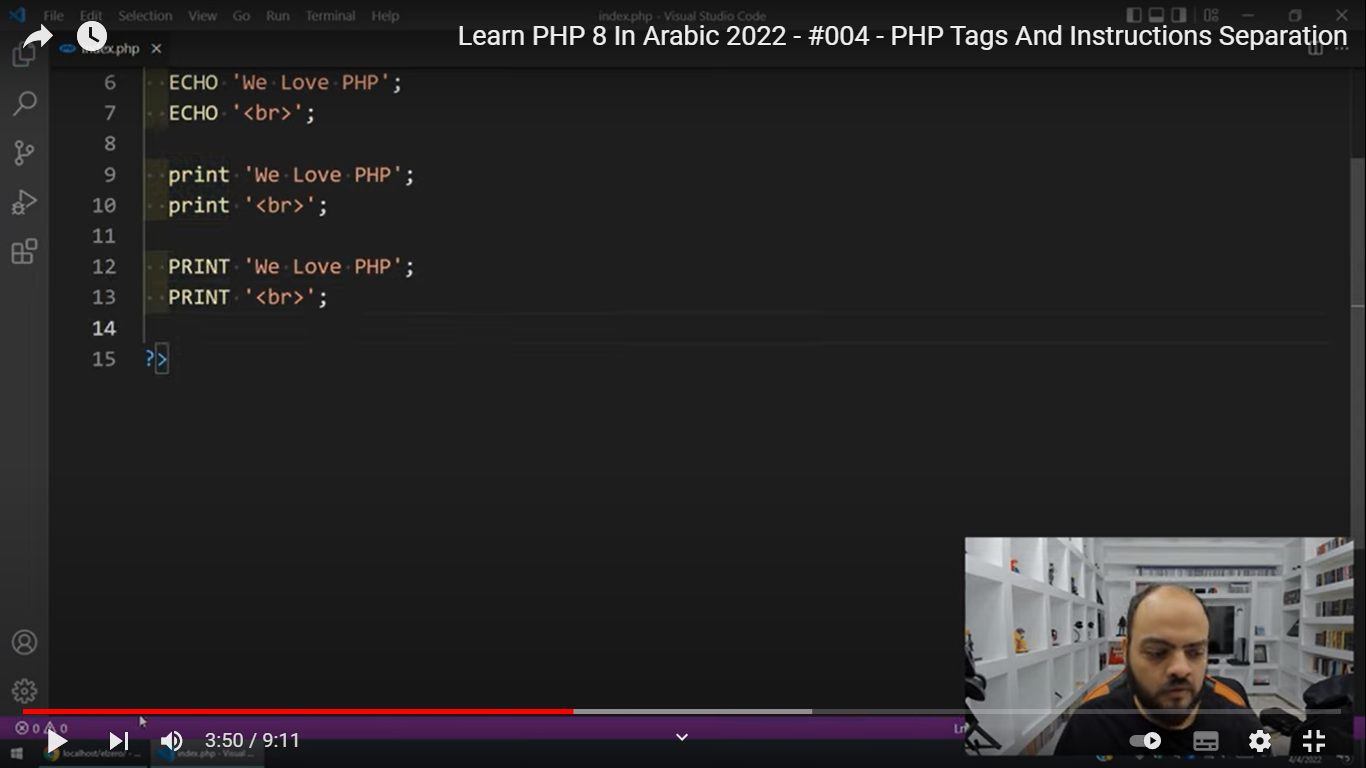 File Edit Selection View Go Run Terminal Help index.php - Visual Studio Code
Learn PHP 8 In Arabic 2022 - #004 - PHP Tags And Instructions Separation
index.php
6 ECHO 'We Love PHP';
7 ECHO '<br>';
8
9 print 'We Love PHP';
10 print '<br>';
11
12 PRINT 'We Love PHP';
13 PRINT '<br>';
14
15 ?>
0 0
Ln
3:50 / 9:11
localhost/elzero/ - ...
index.php - Visual ...
4/4/2022